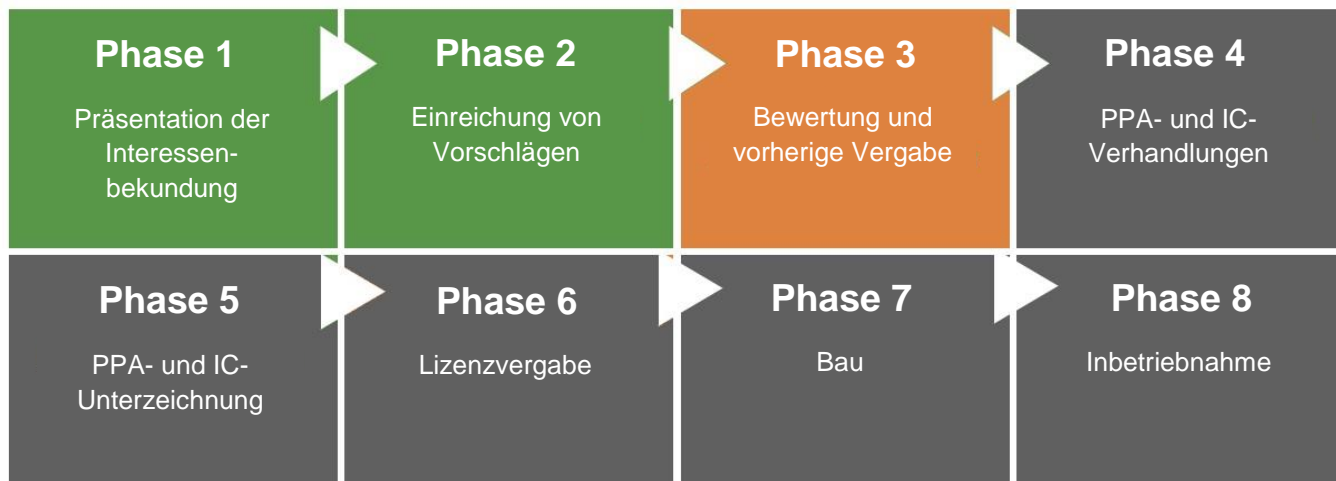 Phase 1
Präsentation der
Interessen-
bekundung
Phase 2
Einreichung von
Vorschlägen
Phase 3
Bewertung und
vorherige Vergabe
Phase 4
PPA- und IC-
Verhandlungen
Phase 5
PPA- und IC-
Unterzeichnung
Phase 6
Lizenzvergabe
Phase 7
Bau
Phase 8
Inbetriebnahme